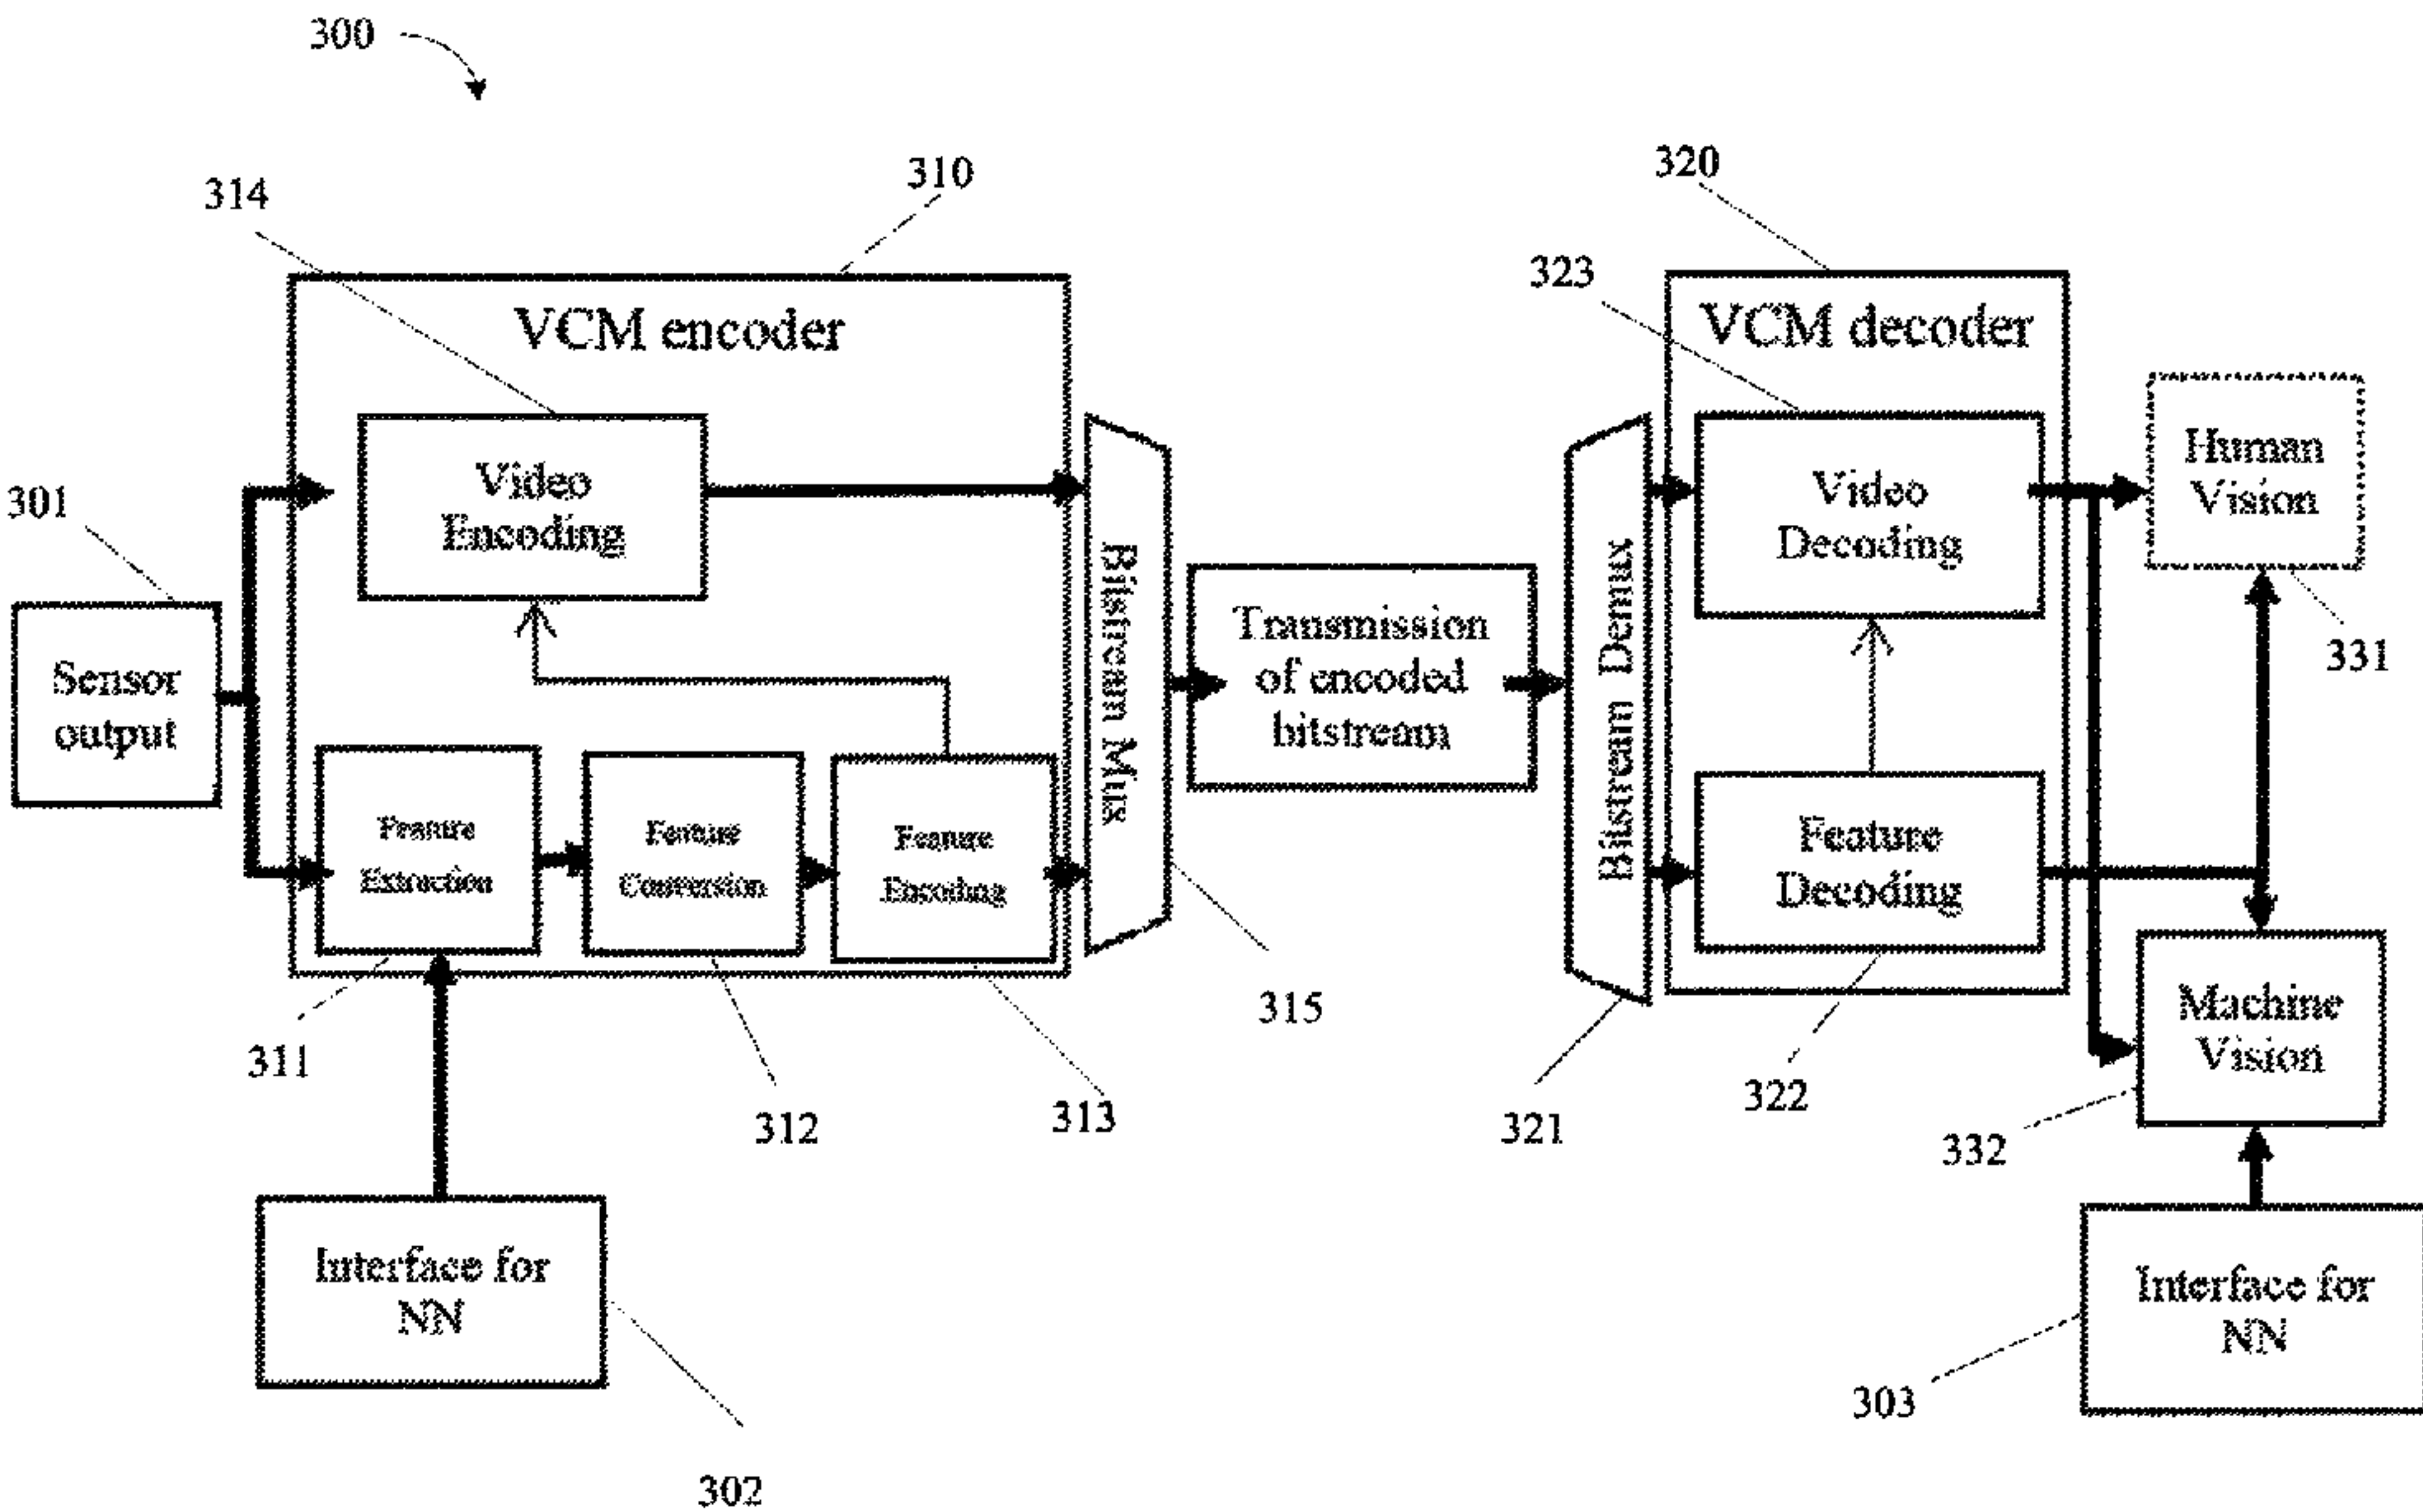 300
310
320
314
323
VCM encoder
VCM decoder
Video
Encoding
Video
Decoding
Human
Vision
301
331
Sensor
output
Bitstream Mux
Transmission
of encoded
bitstream
Bitstream Demux
Feature
Extraction
Feature
Conversion
Feature
Encoding
Feature
Decoding
Machine
Vision
315
311
312
313
321
322
332
Interface for
NN
Interface for
NN
303
302